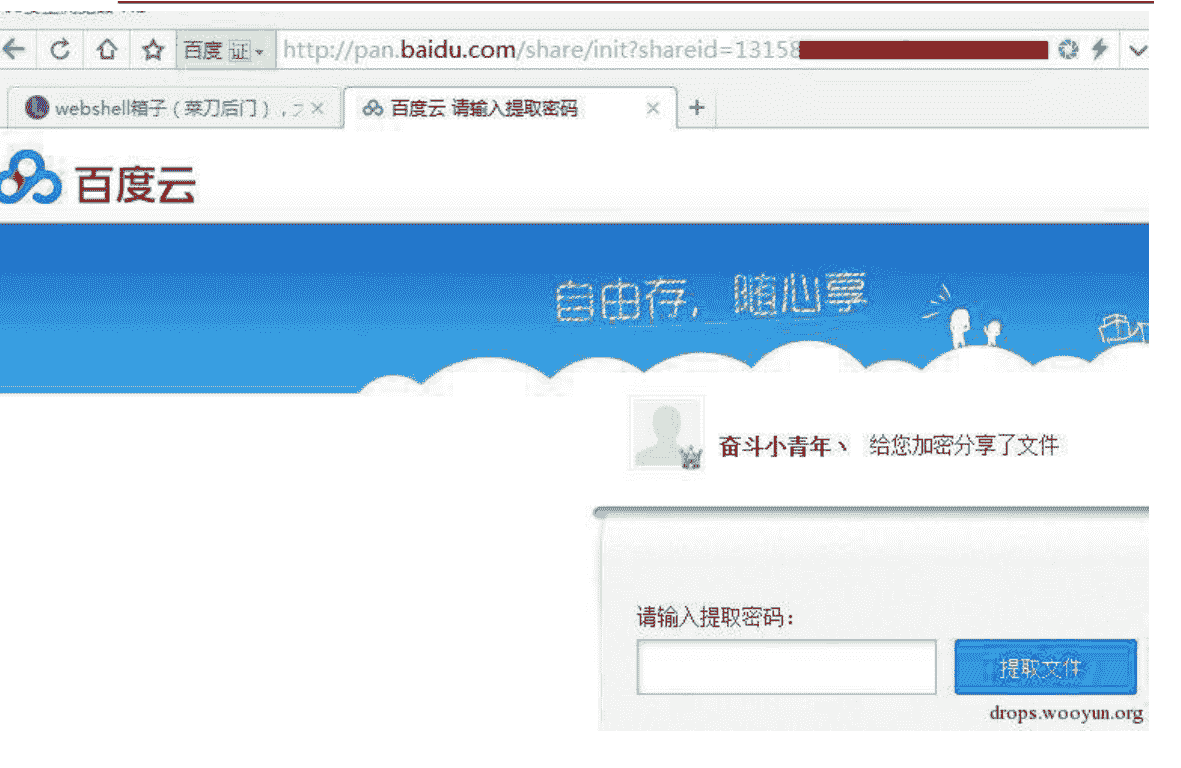 百度 证 http://pan.baidu.com/share/init?shareid=13158
webshell箱子（菜刀后门）, 百度云 请输入提取密码
百度云
自由存, 随心享
奋斗小青年丶 给您加密分享了文件
请输入提取密码:
提取文件
drops.wooyun.org